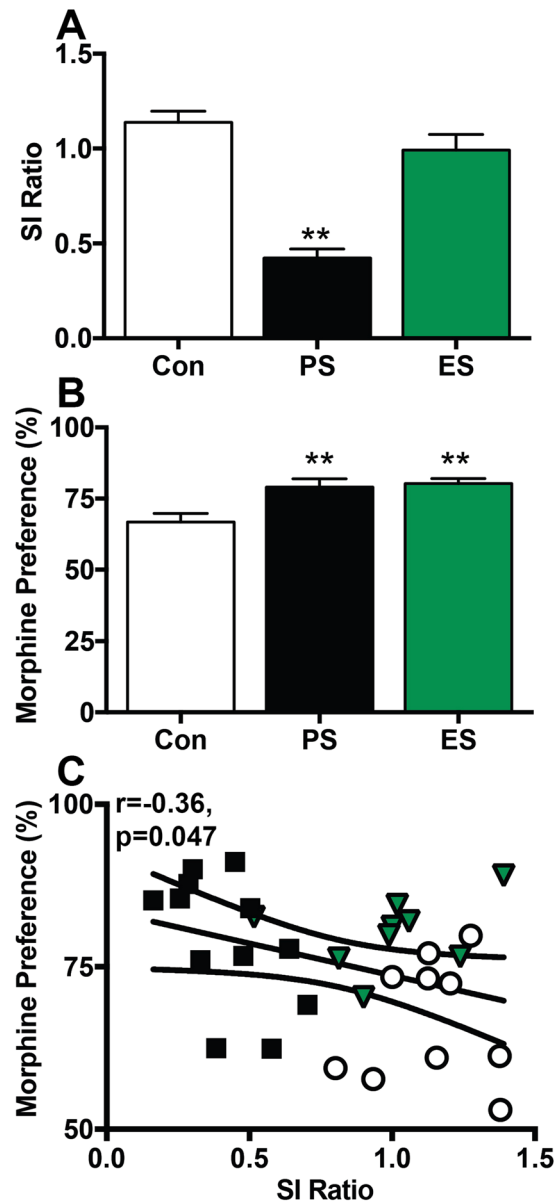 A
1.5
1.0
0.5
0.0
SI Ratio
**
Con PS ES
B
100
75
50
25
0
Morphine Preference (%)
** **
Con PS ES
C
100
75
50
Morphine Preference (%)
r=-0.36,
p=0.047
0.0 0.5 1.0 1.5
SI Ratio